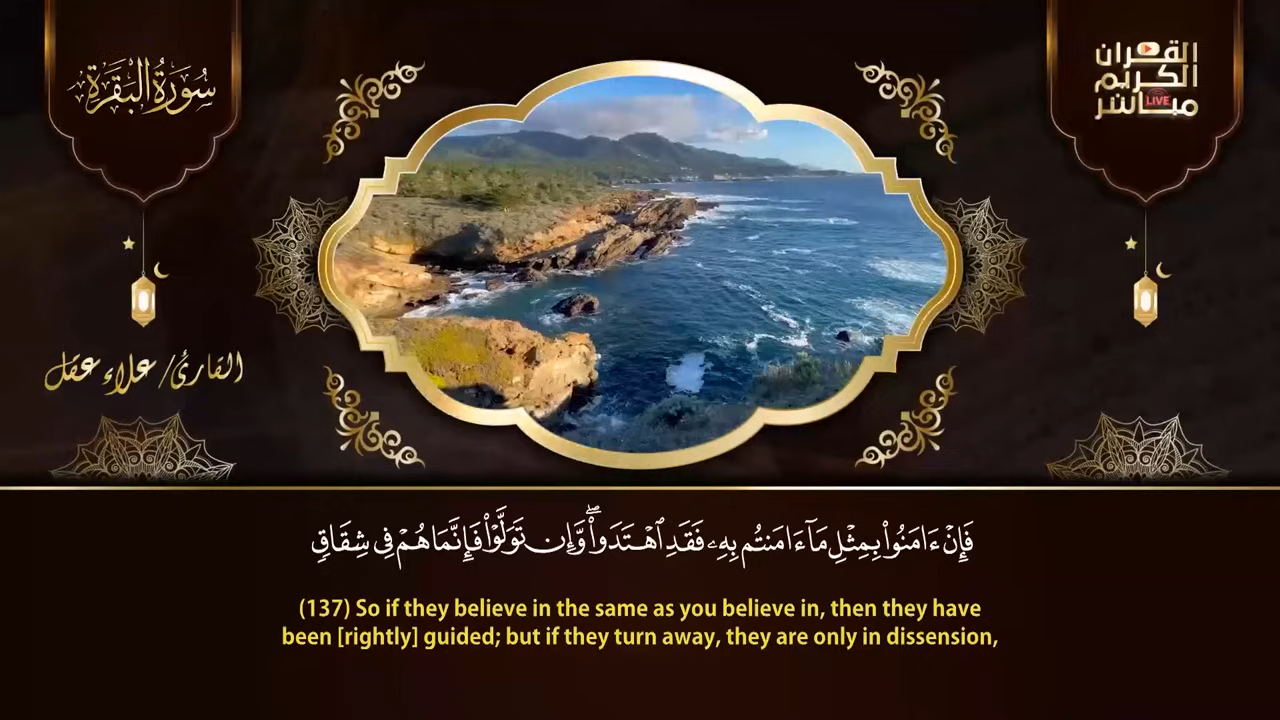 سُورَةُ البَقَرَةِ
القرآن
الكريم
مباشر
LIVE
القارئ/ علاء عقل
فَإِنْ ءَامَنُوا۟ بِمِثْلِ مَآ ءَامَنتُم بِهِۦ فَقَدِ ٱهْتَدَوا۟ ۖ وَّإِن تَوَلَّوْا۟ فَإِنَّمَا هُمْ فِى شِقَاقٍ
(137) So if they believe in the same as you believe in, then they have
been [rightly] guided; but if they turn away, they are only in dissension,